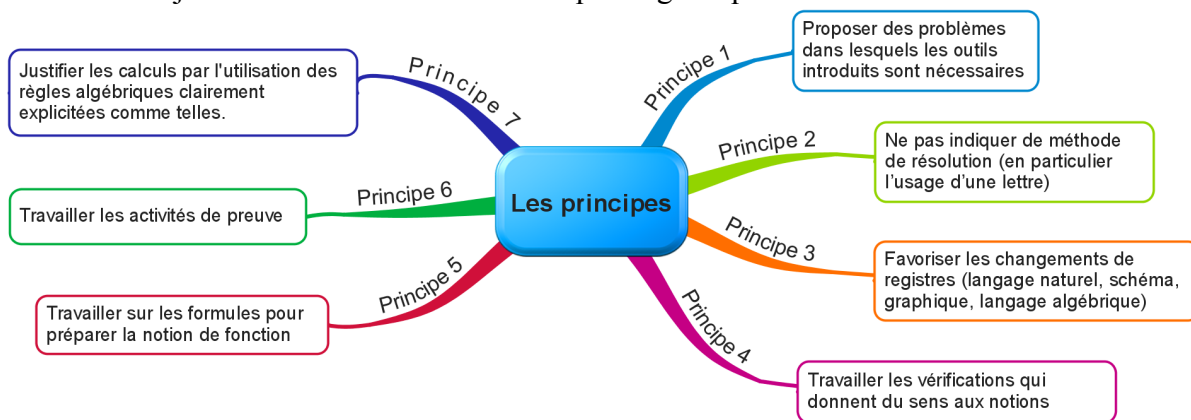 Les principes
Principe 1
Proposer des problèmes
dans lesquels les outils
introduits sont nécessaires
Principe 2
Ne pas indiquer de méthode
de résolution (en particulier
l’usage d’une lettre)
Principe 3
Favoriser les changements de
registres (langage naturel, schéma,
graphique, langage algébrique)
Principe 4
Travailler les vérifications qui
donnent du sens aux notions
Principe 5
Travailler sur les formules pour
préparer la notion de fonction
Principe 6
Travailler les activités de preuve
Principe 7
Justifier les calculs par l'utilisation des
règles algébriques clairement
explicitées comme telles.